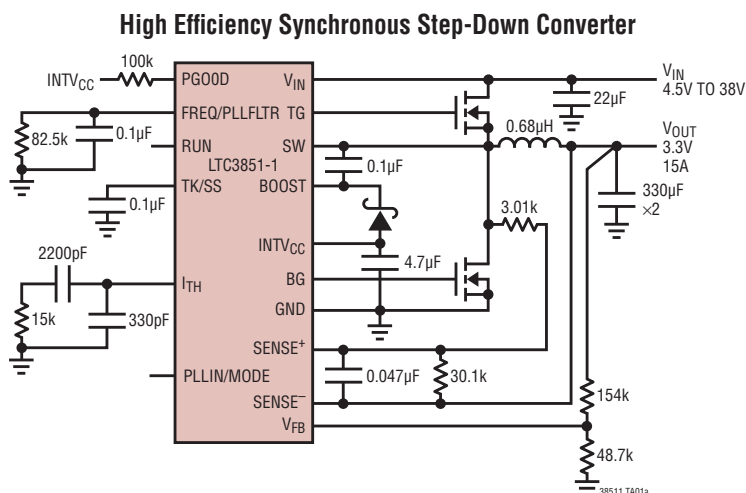 High Efficiency Synchronous Step-Down Converter
100k
INTVCC
PGOOD
VIN
VIN
4.5V TO 38V
22µF
FREQ/PLLFLTR
TG
82.5k
0.1µF
0.68µH
RUN
SW
VOUT
3.3V
15A
LTC3851-1
0.1µF
TK/SS
BOOST
0.1µF
330µF
×2
3.01k
2200pF
INTVCC
4.7µF
ITH
BG
15k
330pF
GND
SENSE+
PLLIN/MODE
0.047µF
30.1k
154k
SENSE–
VFB
48.7k
38511 TA01a